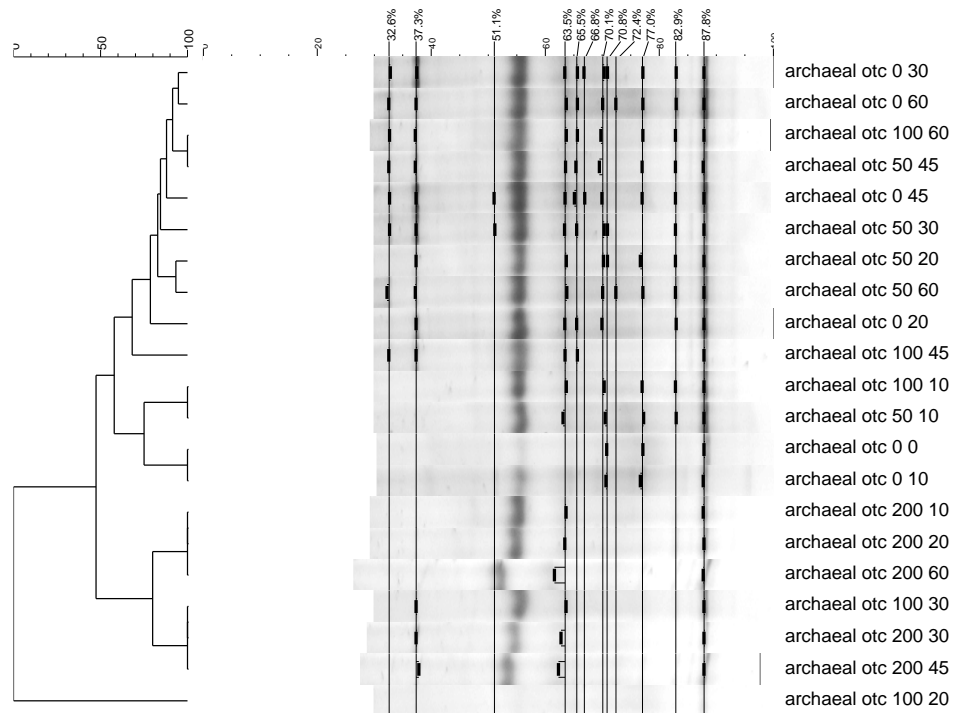 32.6%
37.3%
51.1%
63.5%
65.5%
66.8%
70.1%
70.8%
72.4%
77.0%
82.9%
87.8%
0
50
100
0
20
40
60
80
100
archaeal otc 0 30
archaeal otc 0 60
archaeal otc 100 60
archaeal otc 50 45
archaeal otc 0 45
archaeal otc 50 30
archaeal otc 50 20
archaeal otc 50 60
archaeal otc 0 20
archaeal otc 100 45
archaeal otc 100 10
archaeal otc 50 10
archaeal otc 0 0
archaeal otc 0 10
archaeal otc 200 10
archaeal otc 200 20
archaeal otc 200 60
archaeal otc 100 30
archaeal otc 200 30
archaeal otc 200 45
archaeal otc 100 20